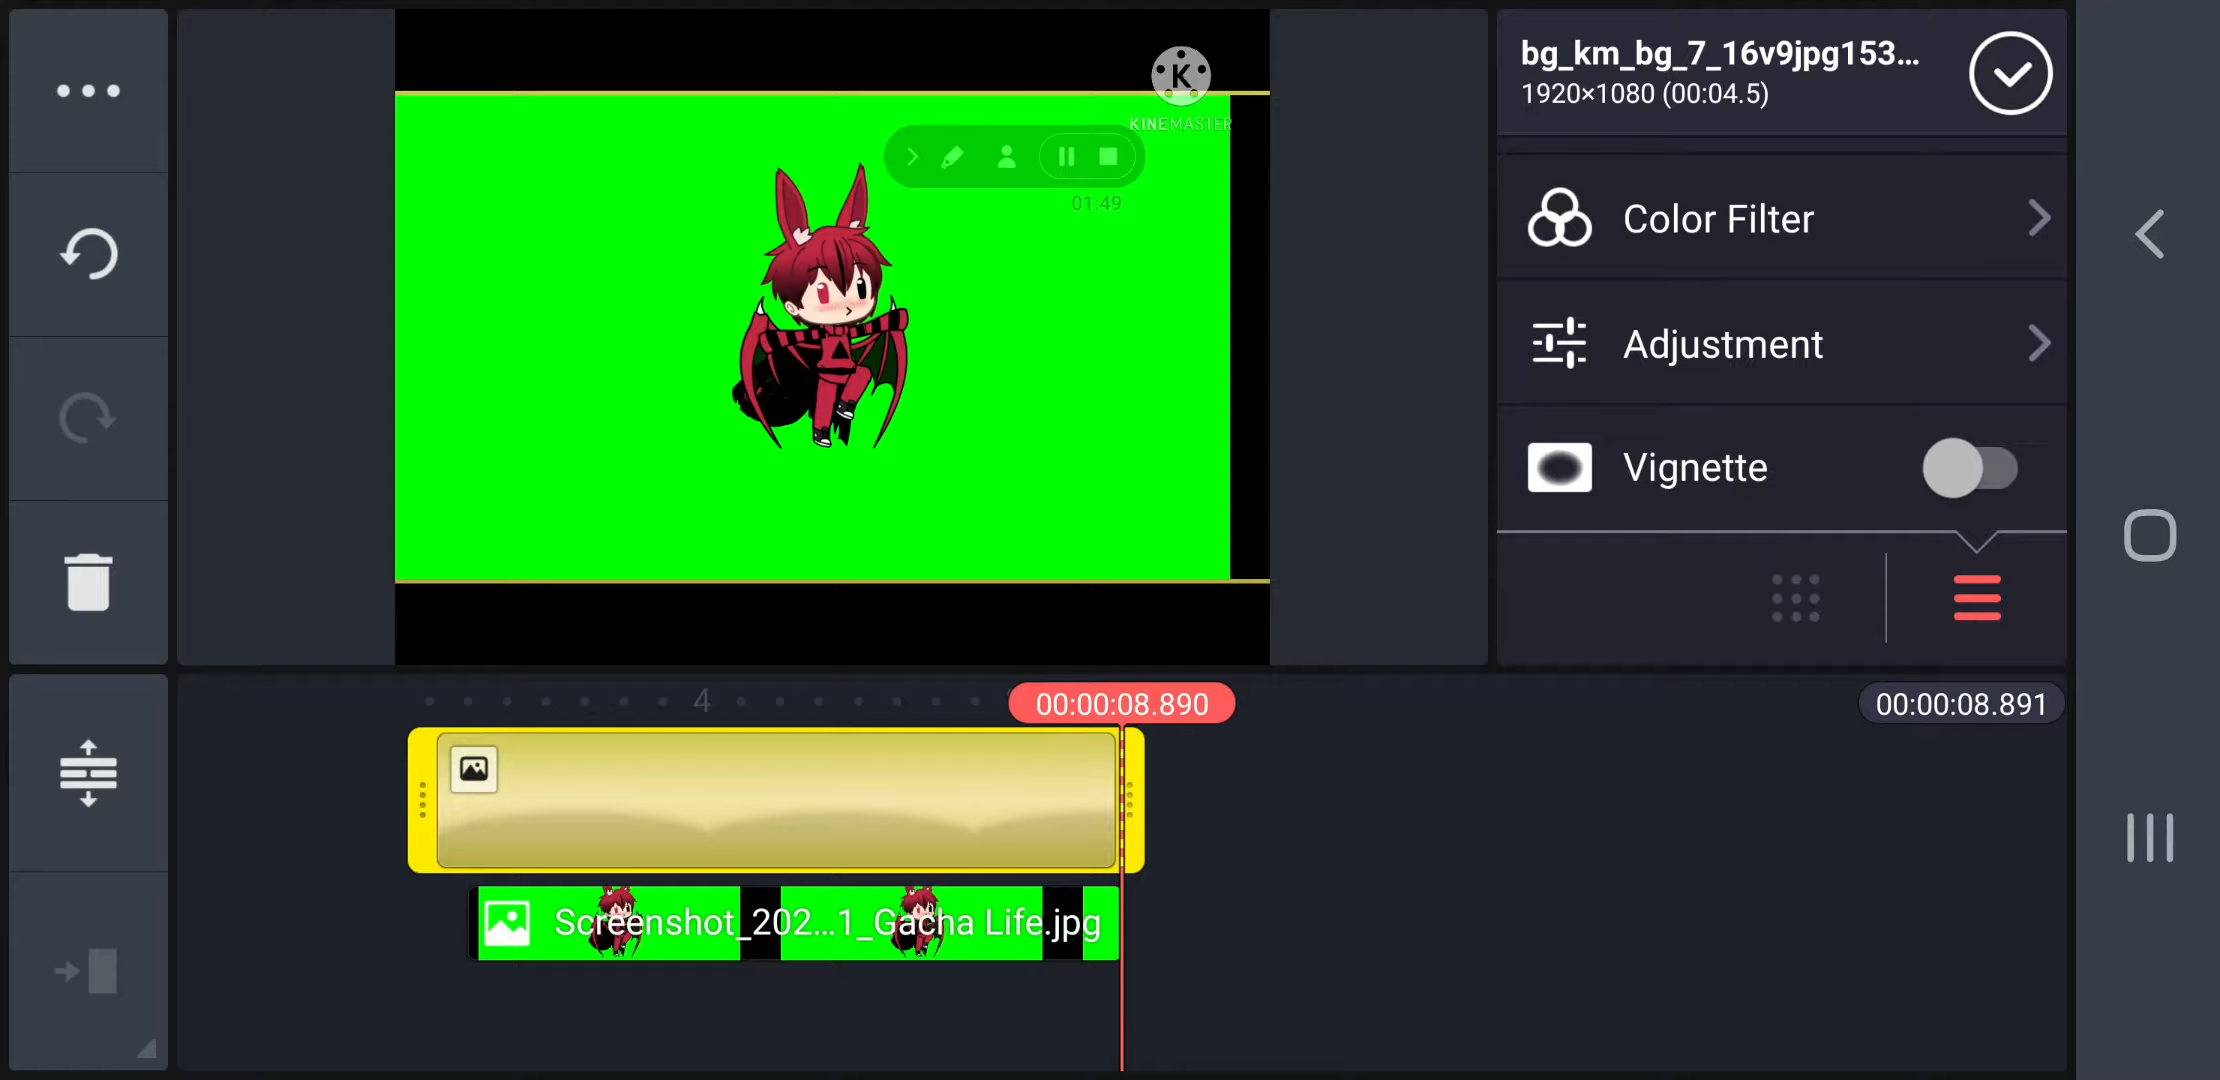 K
KINEMASTER
01:49
bg_km_bg_7_16v9jpg153...
1920×1080 (00:04.5)
Color Filter
Adjustment
Vignette
4
00:00:08.890
00:00:08.891
Screenshot_202...1_Gacha Life.jpg